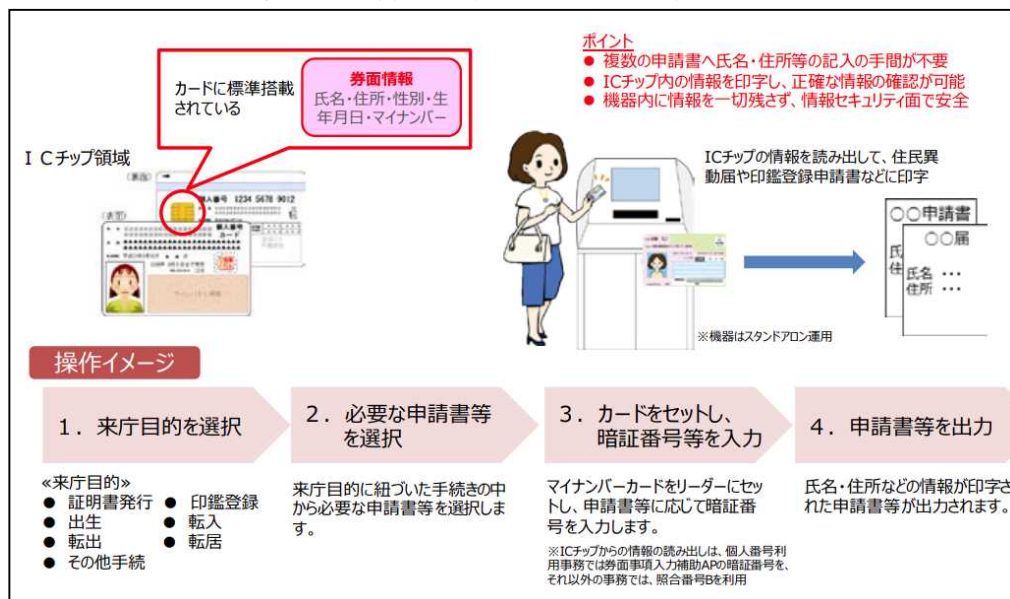 ポイント
● 複数の申請書へ氏名・住所等の記入の手間が不要
● ICチップ内の情報を印字し、正確な情報の確認が可能
● 機器内に情報を一切残さず、情報セキュリティ面で安全
カードに標準搭載
されている
券面情報
氏名・住所・性別・生
年月日・マイナンバー
ＩＣチップ領域
個人番号 1234 5678 9012
個人番号
カード
ICチップの情報を読み出して、住民異
動届や印鑑登録申請書などに印字
○○申請書
氏
住
○○届
氏名 ・・・
住所 ・・・
※機器はスタンドアロン運用
操作イメージ
1．来庁目的を選択
2．必要な申請書等
を選択
3．カードをセットし、
暗証番号等を入力
4．申請書等を出力
≪来庁目的≫
● 証明書発行 ● 印鑑登録
● 出生 ● 転入
● 転出 ● 転居
● その他手続
来庁目的に紐づいた手続きの中
から必要な申請書等を選択しま
す。
マイナンバーカードをリーダーにセッ
トし、申請書等に応じて暗証番
号を入力します。
※ICチップからの情報の読み出しは、個人番号利
用事務では券面事項入力補助APの暗証番号を、
それ以外の事務では、照合番号Bを利用
氏名・住所などの情報が印字さ
れた申請書等が出力されます。